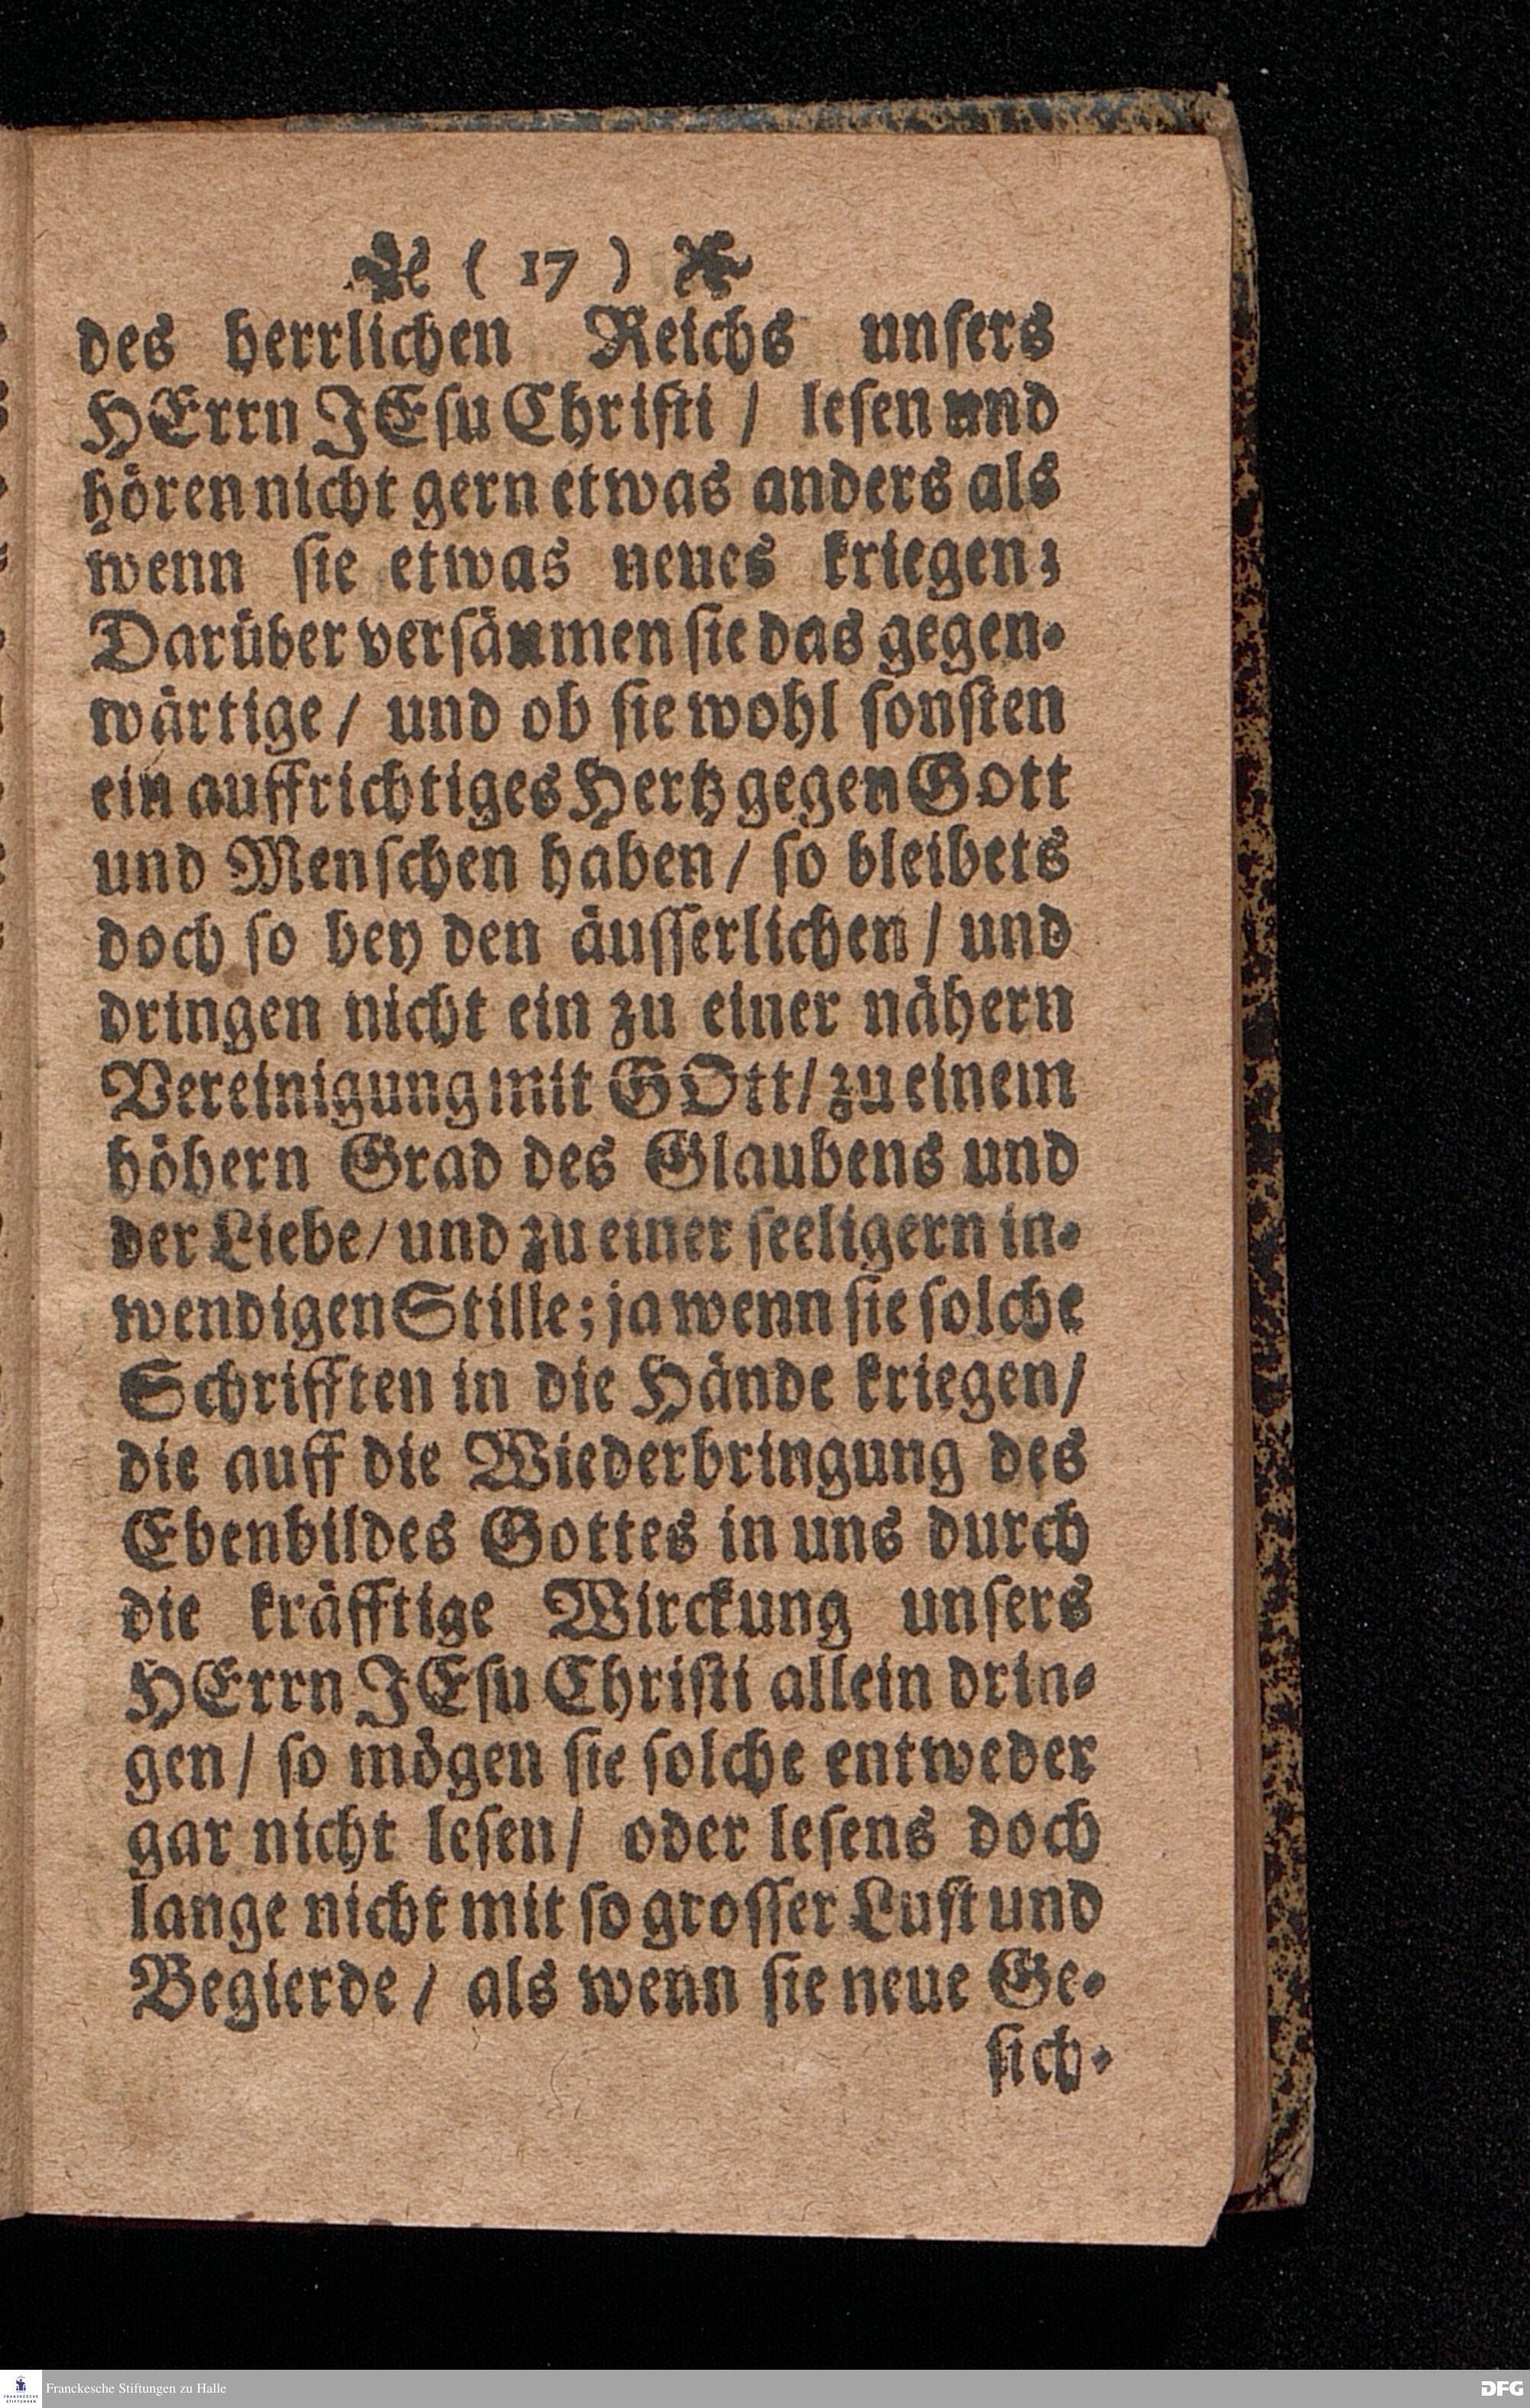 ( 17 )
des herrlichen Reichs unsers
HErrn JEsu Christi / lesen und
hören nicht gern etwas anders als
wenn sie etwas neues kriegen;
Darüber versäumen sie das gegen-
wärtige / und ob sie wohl sonsten
ein auffrichtiges Hertz gegen Gott
und Menschen haben / so bleibets
doch so bey den äusserlichen / und
dringen nicht ein zu einer nähern
Vereinigung mit GOtt / zu einem
höhern Grad des Glaubens und
der Liebe / und zu einer seeligern in-
wendigen Stille; ja wenn sie solche
Schrifften in die Hände kriegen /
die auff die Wiederbringung des
Ebenbildes Gottes in uns durch
die kräfftige Wirckung unsers
HErrn JEsu Christi allein drin-
gen / so mögen sie solche entweder
gar nicht lesen / oder lesens doch
lange nicht mit so grosser Lust und
Begierde / als wenn sie neue Ge-
sich-
FRANCKESCHE STIFTUNGEN
Franckesche Stiftungen zu Halle
DFG